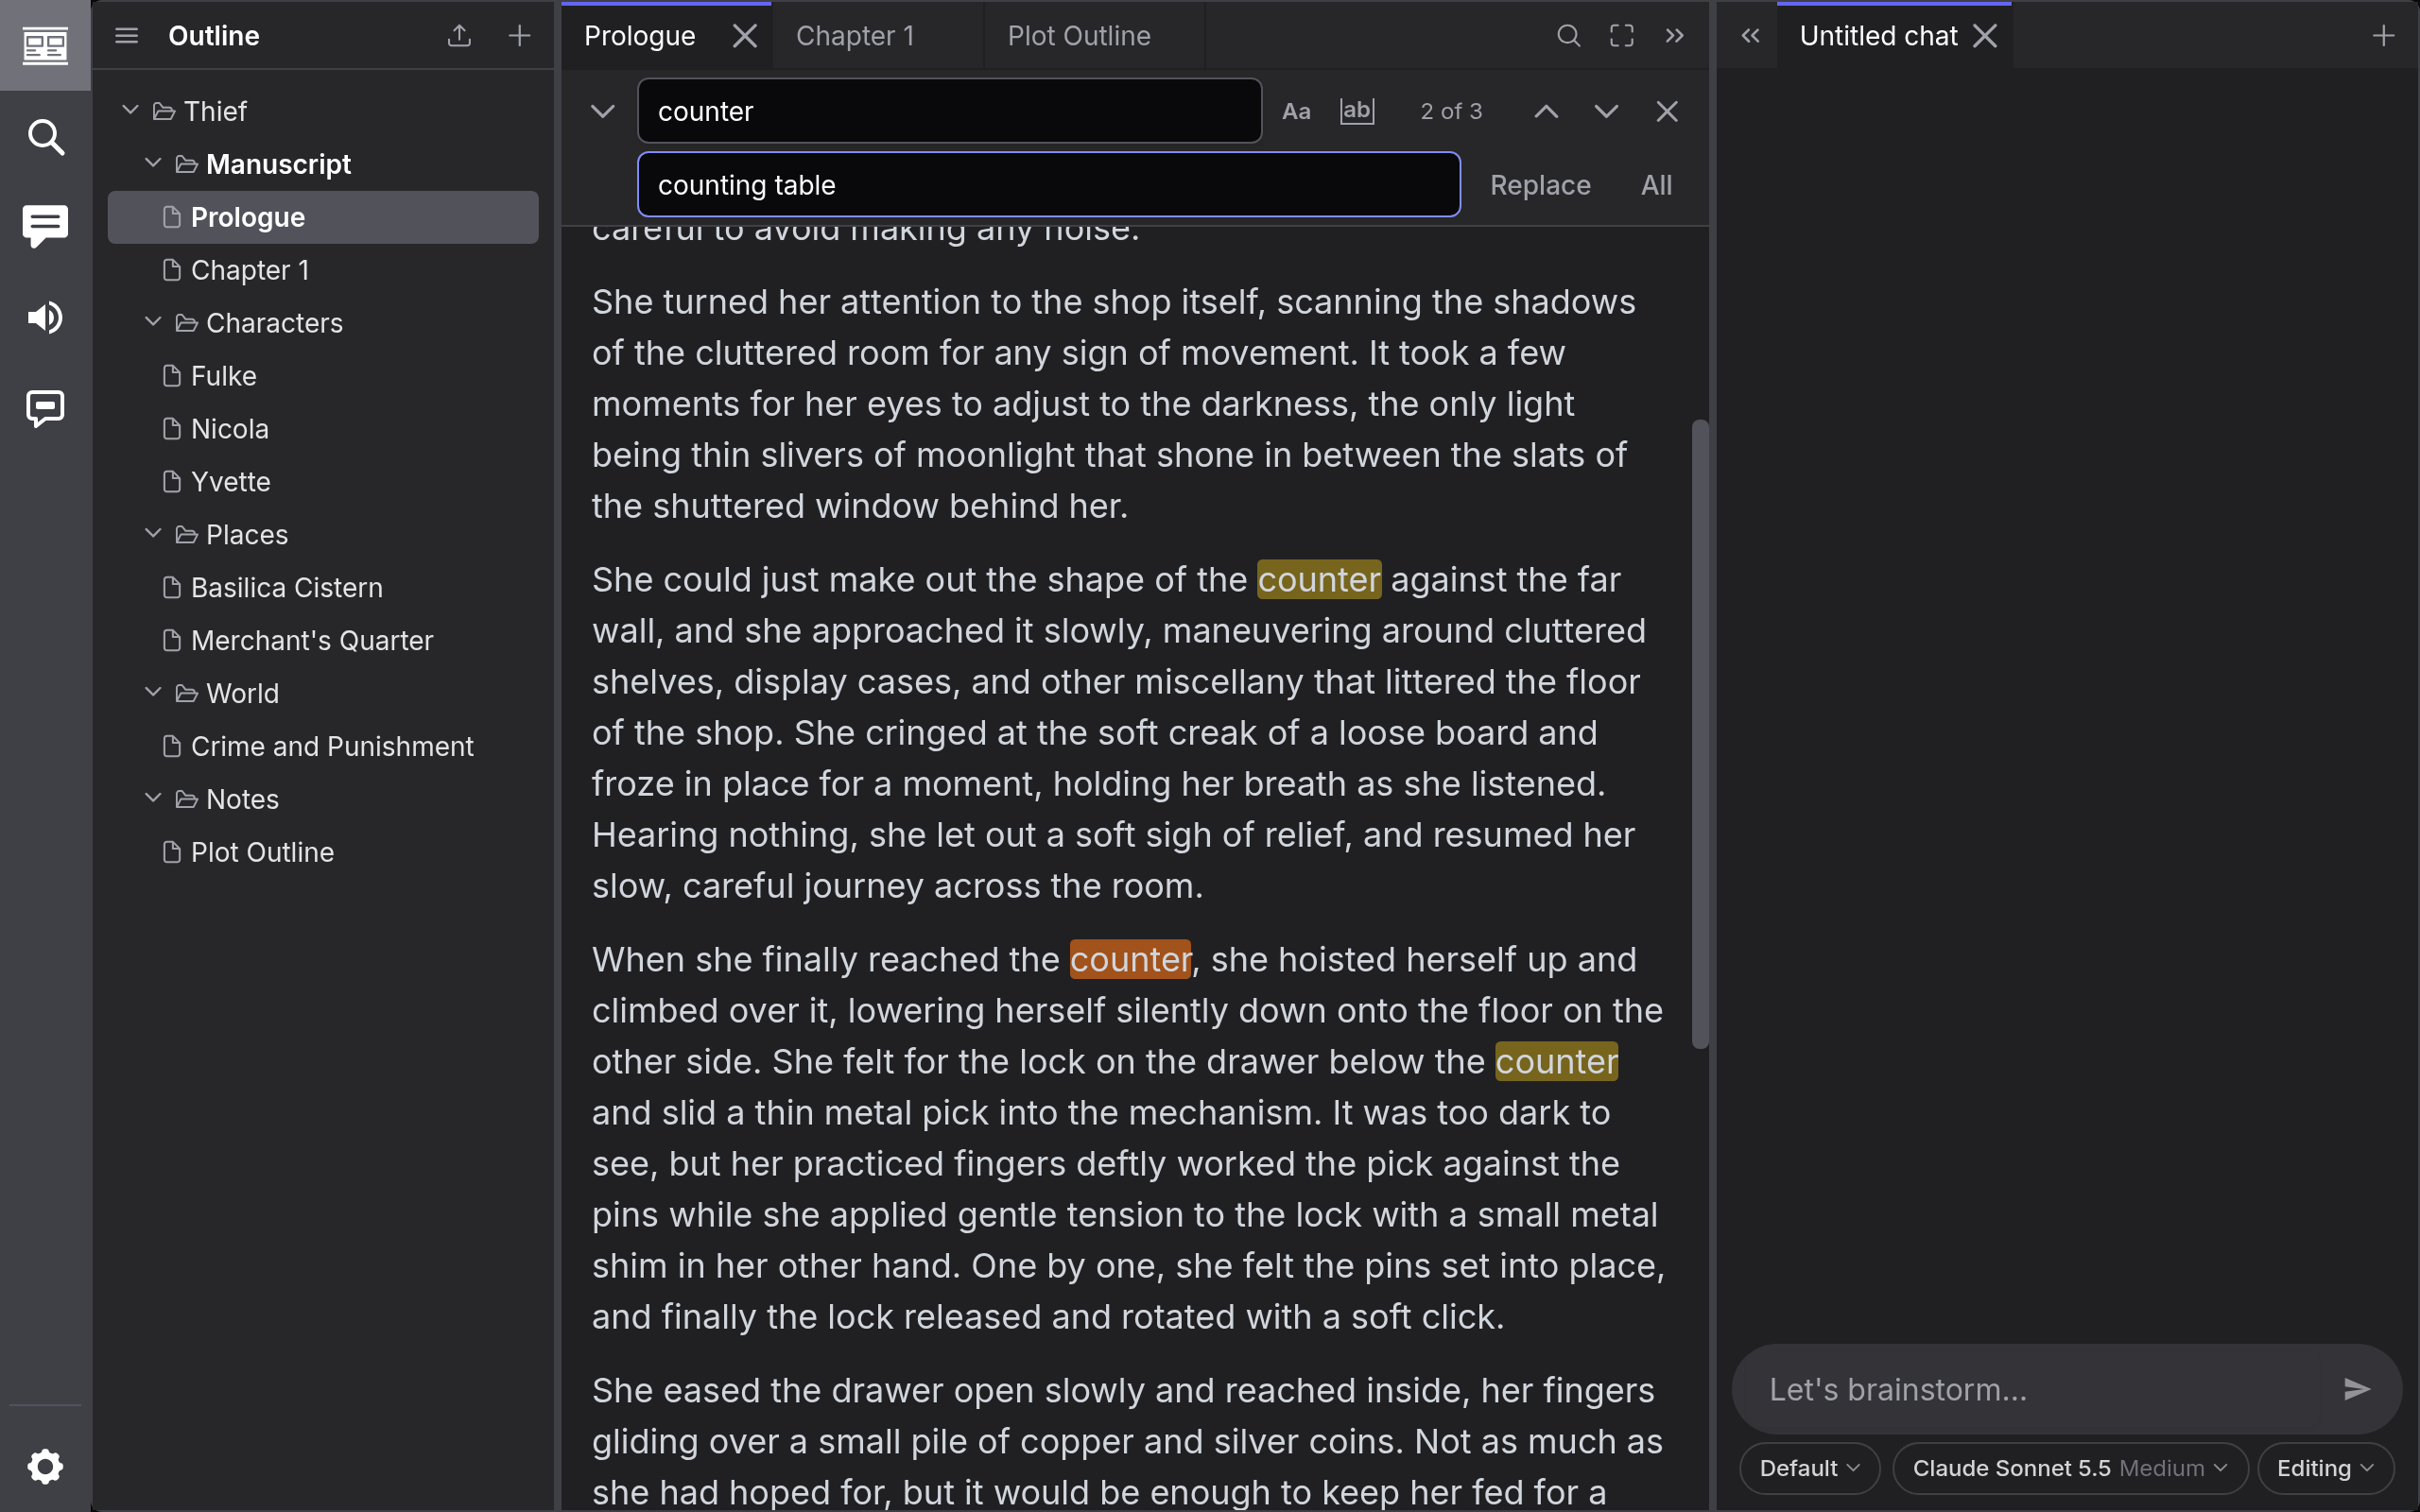 Outline
Thief
Manuscript
Prologue
Chapter 1
Characters
Fulke
Nicola
Yvette
Places
Basilica Cistern
Merchant's Quarter
World
Crime and Punishment
Notes
Plot Outline
Prologue
Chapter 1
Plot Outline
counter
Aa
ab
2 of 3
counting table
Replace
All
careful to avoid making any noise.
She turned her attention to the shop itself, scanning the shadows
of the cluttered room for any sign of movement. It took a few
moments for her eyes to adjust to the darkness, the only light
being thin slivers of moonlight that shone in between the slats of
the shuttered window behind her.
She could just make out the shape of the counter against the far
wall, and she approached it slowly, maneuvering around cluttered
shelves, display cases, and other miscellany that littered the floor
of the shop. She cringed at the soft creak of a loose board and
froze in place for a moment, holding her breath as she listened.
Hearing nothing, she let out a soft sigh of relief, and resumed her
slow, careful journey across the room.
When she finally reached the counter, she hoisted herself up and
climbed over it, lowering herself silently down onto the floor on the
other side. She felt for the lock on the drawer below the counter
and slid a thin metal pick into the mechanism. It was too dark to
see, but her practiced fingers deftly worked the pick against the
pins while she applied gentle tension to the lock with a small metal
shim in her other hand. One by one, she felt the pins set into place,
and finally the lock released and rotated with a soft click.
She eased the drawer open slowly and reached inside, her fingers
gliding over a small pile of copper and silver coins. Not as much as
she had hoped for, but it would be enough to keep her fed for a
Untitled chat
Let's brainstorm...
Default
Claude Sonnet 5.5 Medium
Editing